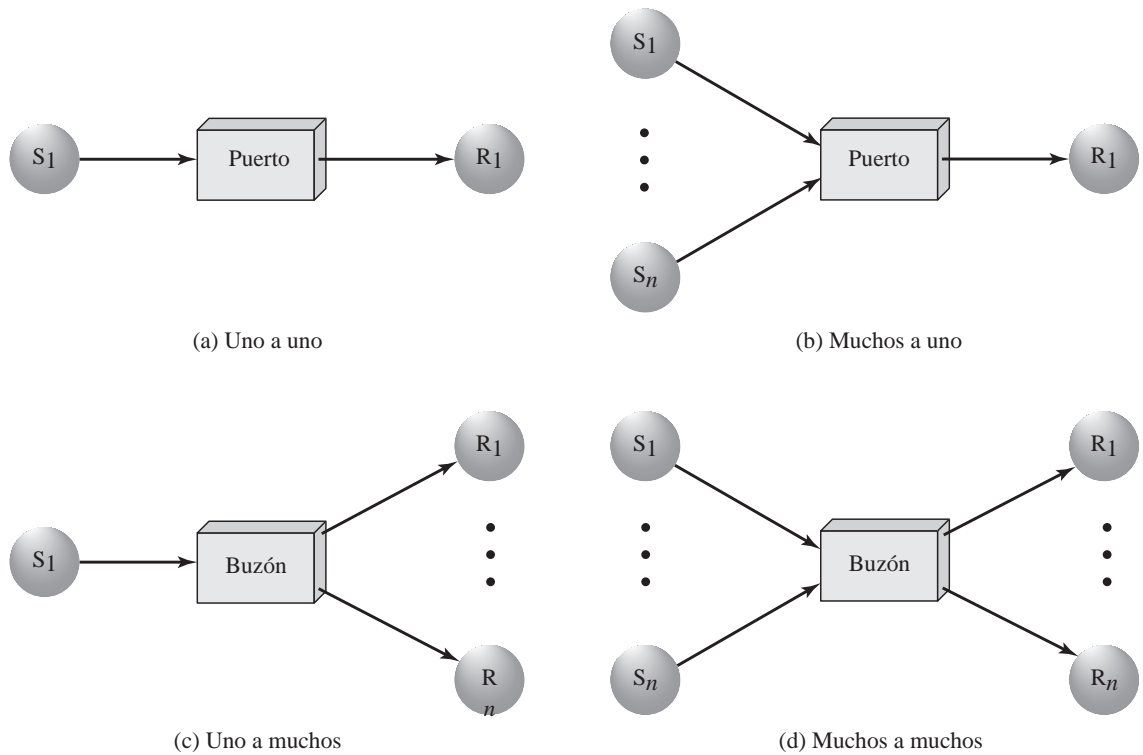 S1
Puerto
R1
S1
Sn
Puerto
R1
(a) Uno a uno
(b) Muchos a uno
S1
Buzón
R1
R
n
S1
Sn
Buzón
R1
Rn
(c) Uno a muchos
(d) Muchos a muchos